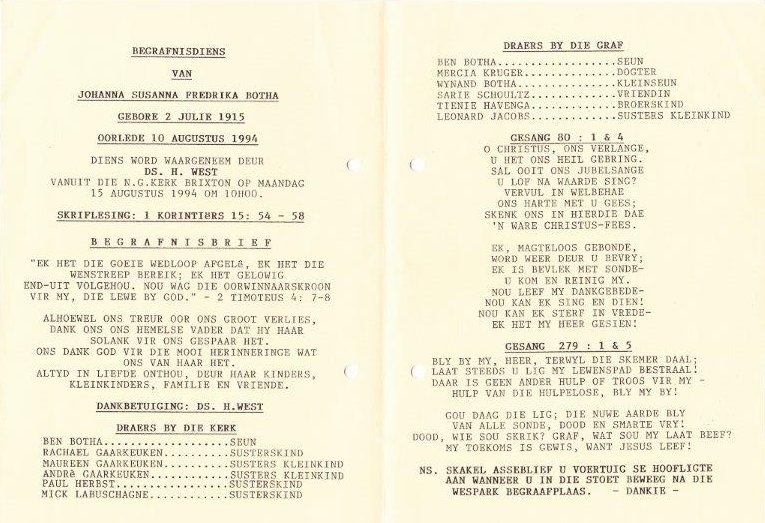 BEGRAFNISDIENS
VAN
JOHANNA SUSANNA FREDRIKA BOTHA
GEBORE 2 JULIE 1915
OORLEDE 10 AUGUSTUS 1994
DIENS WORD WAARGENEEM DEUR
DS. H. WEST
VANUIT DIE N.G.KERK BRIXTON OP MAANDAG
15 AUGUSTUS 1994 OM 10H00.
SKRIFLESING: 1 KORINTIëRS 15: 54 - 58
B E G R A F N I S B R I E F
"EK HET DIE GOEIE WEDLOOP AFGELê, EK HET DIE
WENSTREEP BEREIK; EK HET GELOWIG
END-UIT VOLGEHOU. NOU WAG DIE OORWINNAARSKROON
VIR MY, DIE LEWE BY GOD." - 2 TIMOTEUS 4: 7-8
ALHOEWEL ONS TREUR OOR ONS GROOT VERLIES,
DANK ONS ONS HEMELSE VADER DAT HY HAAR
SOLANK VIR ONS GESPAAR HET.
ONS DANK GOD VIR DIE MOOI HERINNERINGE WAT
ONS VAN HAAR HET.
ALTYD IN LIEFDE ONTHOU, DEUR HAAR KINDERS,
KLEINKINDERS, FAMILIE EN VRIENDE.
DANKBETUIGING: DS. H.WEST
DRAERS BY DIE KERK
BEN BOTHA.....................SEUN
RACHAEL GAARKEUKEN............SUSTERSKIND
MAUREEN GAARKEUKEN............SUSTERS KLEINKIND
ANDRê GAARKEUKEN..............SUSTERS KLEINKIND
PAUL HERBST...................SUSTERSKIND
MICK LABUSCHAGNE..............SUSTERSKIND
DRAERS BY DIE GRAF
BEN BOTHA..................SEUN
MERCIA KRUGER..............DOGTER
WYNAND BOTHA...............KLEINSEUN
SARIE SCHOULTZ.............VRIENDIN
TIENIE HAVENGA.............BROERSKIND
LEONARD JACOBS.............SUSTERS KLEINKIND
GESANG 80 : 1 & 4
O CHRISTUS, ONS VERLANGE,
U HET ONS HEIL GEBRING.
SAL OOIT ONS JUBELSANGE
U LOF NA WAARDE SING?
VERVUL IN WELBEHAE
ONS HARTE MET U GEES;
SKENK ONS IN HIERDIE DAE
'N WARE CHRISTUS-FEES.
EK, MAGTELOOS GEBONDE,
WORD WEER DEUR U BEVRY;
EK IS BEVLEK MET SONDE-
U KOM EN REINIG MY.
NOU LEEF MY DANKGEBEDE-
NOU KAN EK SING EN DIEN!
NOU KAN EK STERF IN VREDE-
EK HET MY HEER GESIEN!
GESANG 279 : 1 & 5
BLY BY MY, HEER, TERWYL DIE SKEMER DAAL;
LAAT STEEDS U LIG MY LEWENSPAD BESTRAAL!
DAAR IS GEEN ANDER HULP OF TROOS VIR MY -
HULP VAN DIE HULPELOSE, BLY MY BY!
GOU DAAG DIE LIG; DIE NUWE AARDE BLY
VAN ALLE SONDE, DOOD EN SMARTE VRY!
DOOD, WIE SOU SKRIK? GRAF, WAT SOU MY LAAT BEEF?
MY TOEKOMS IS GEWIS, WANT JESUS LEEF!
NS. SKAKEL ASSEBLIEF U VOERTUIG SE HOOFLIGTE
AAN WANNEER U IN DIE STOET BEWEEG NA DIE
WESPARK BEGRAAFPLAAS. - DANKIE -